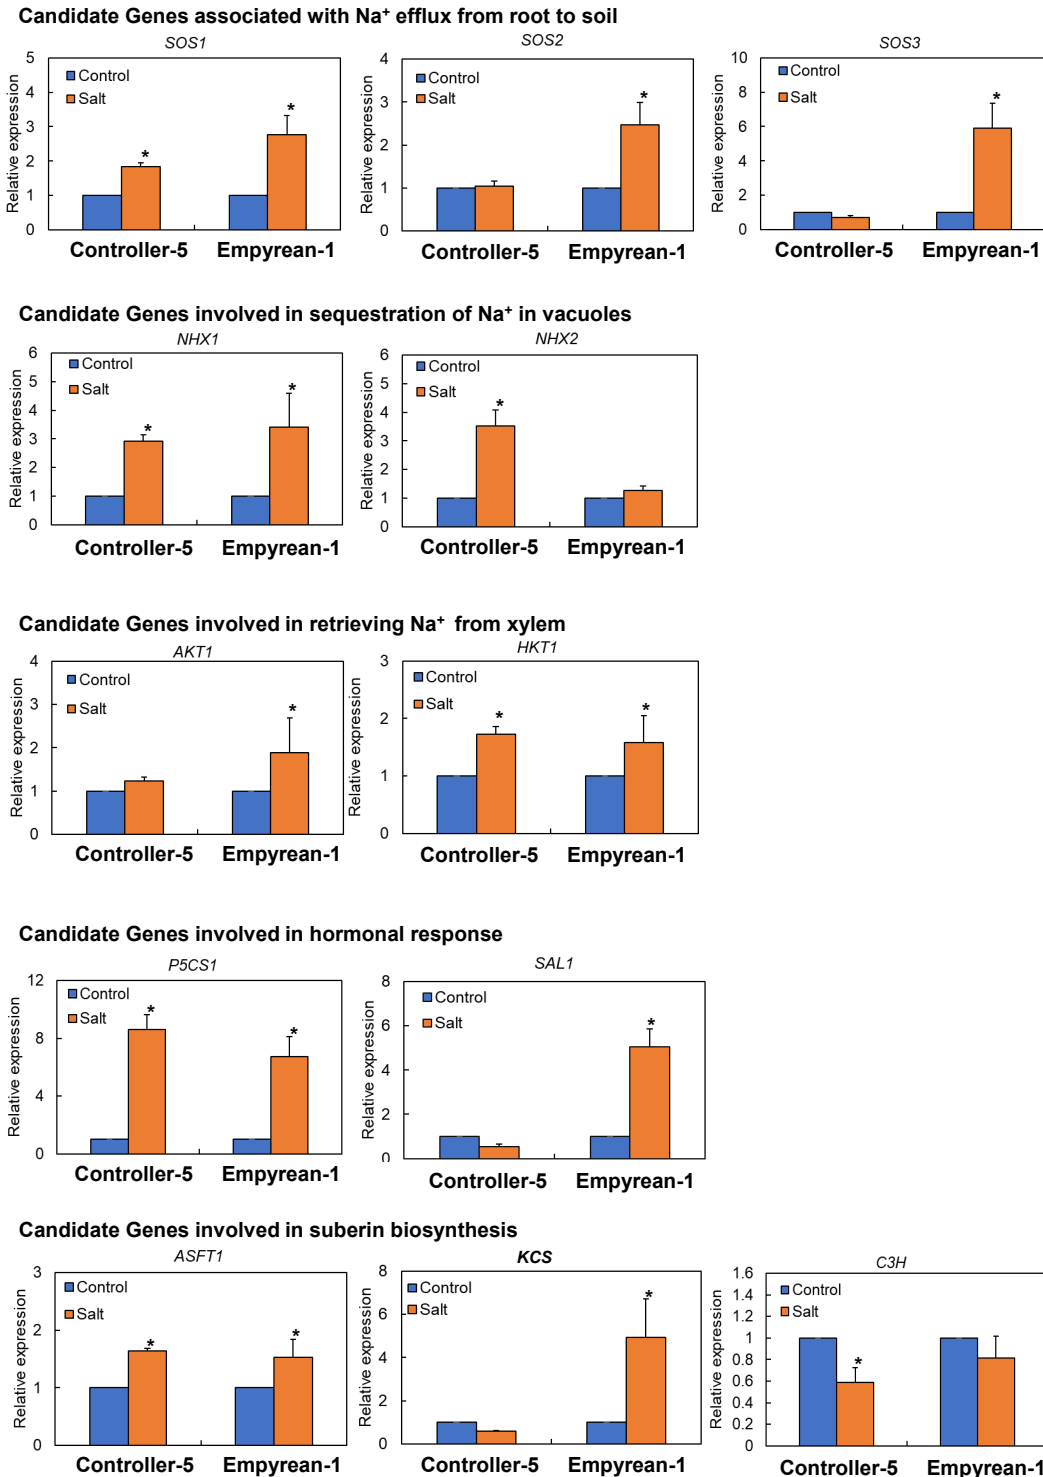 Candidate Genes associated with Na⁺ efflux from root to soil
SOS1
Relative expression
5
4
3
2
1
0
Control
Salt
*
*
Controller-5
Empyrean-1
SOS2
Relative expression
4
3
2
1
0
Control
Salt
*
Controller-5
Empyrean-1
SOS3
Relative expression
10
8
6
4
2
0
Control
Salt
*
Controller-5
Empyrean-1
Candidate Genes involved in sequestration of Na⁺ in vacuoles
NHX1
Relative expression
6
5
4
3
2
1
0
Control
Salt
*
*
Controller-5
Empyrean-1
NHX2
Relative expression
6
5
4
3
2
1
0
Control
Salt
*
Controller-5
Empyrean-1
Candidate Genes involved in retrieving Na⁺ from xylem
AKT1
Relative expression
4
3
2
1
0
Control
Salt
*
Controller-5
Empyrean-1
HKT1
Relative expression
3
2
1
0
Control
Salt
*
*
Controller-5
Empyrean-1
Candidate Genes involved in hormonal response
P5CS1
Relative expression
12
8
4
0
Control
Salt
*
*
Controller-5
Empyrean-1
SAL1
Relative expression
8
6
4
2
0
Control
Salt
*
Controller-5
Empyrean-1
Candidate Genes involved in suberin biosynthesis
ASFT1
Relative expression
3
2
1
0
Control
Salt
*
*
Controller-5
Empyrean-1
KCS
Relative expression
8
6
4
2
0
Control
Salt
*
Controller-5
Empyrean-1
C3H
Relative expression
1.6
1.4
1.2
1
0.8
0.6
0.4
0.2
0
Control
Salt
*
Controller-5
Empyrean-1